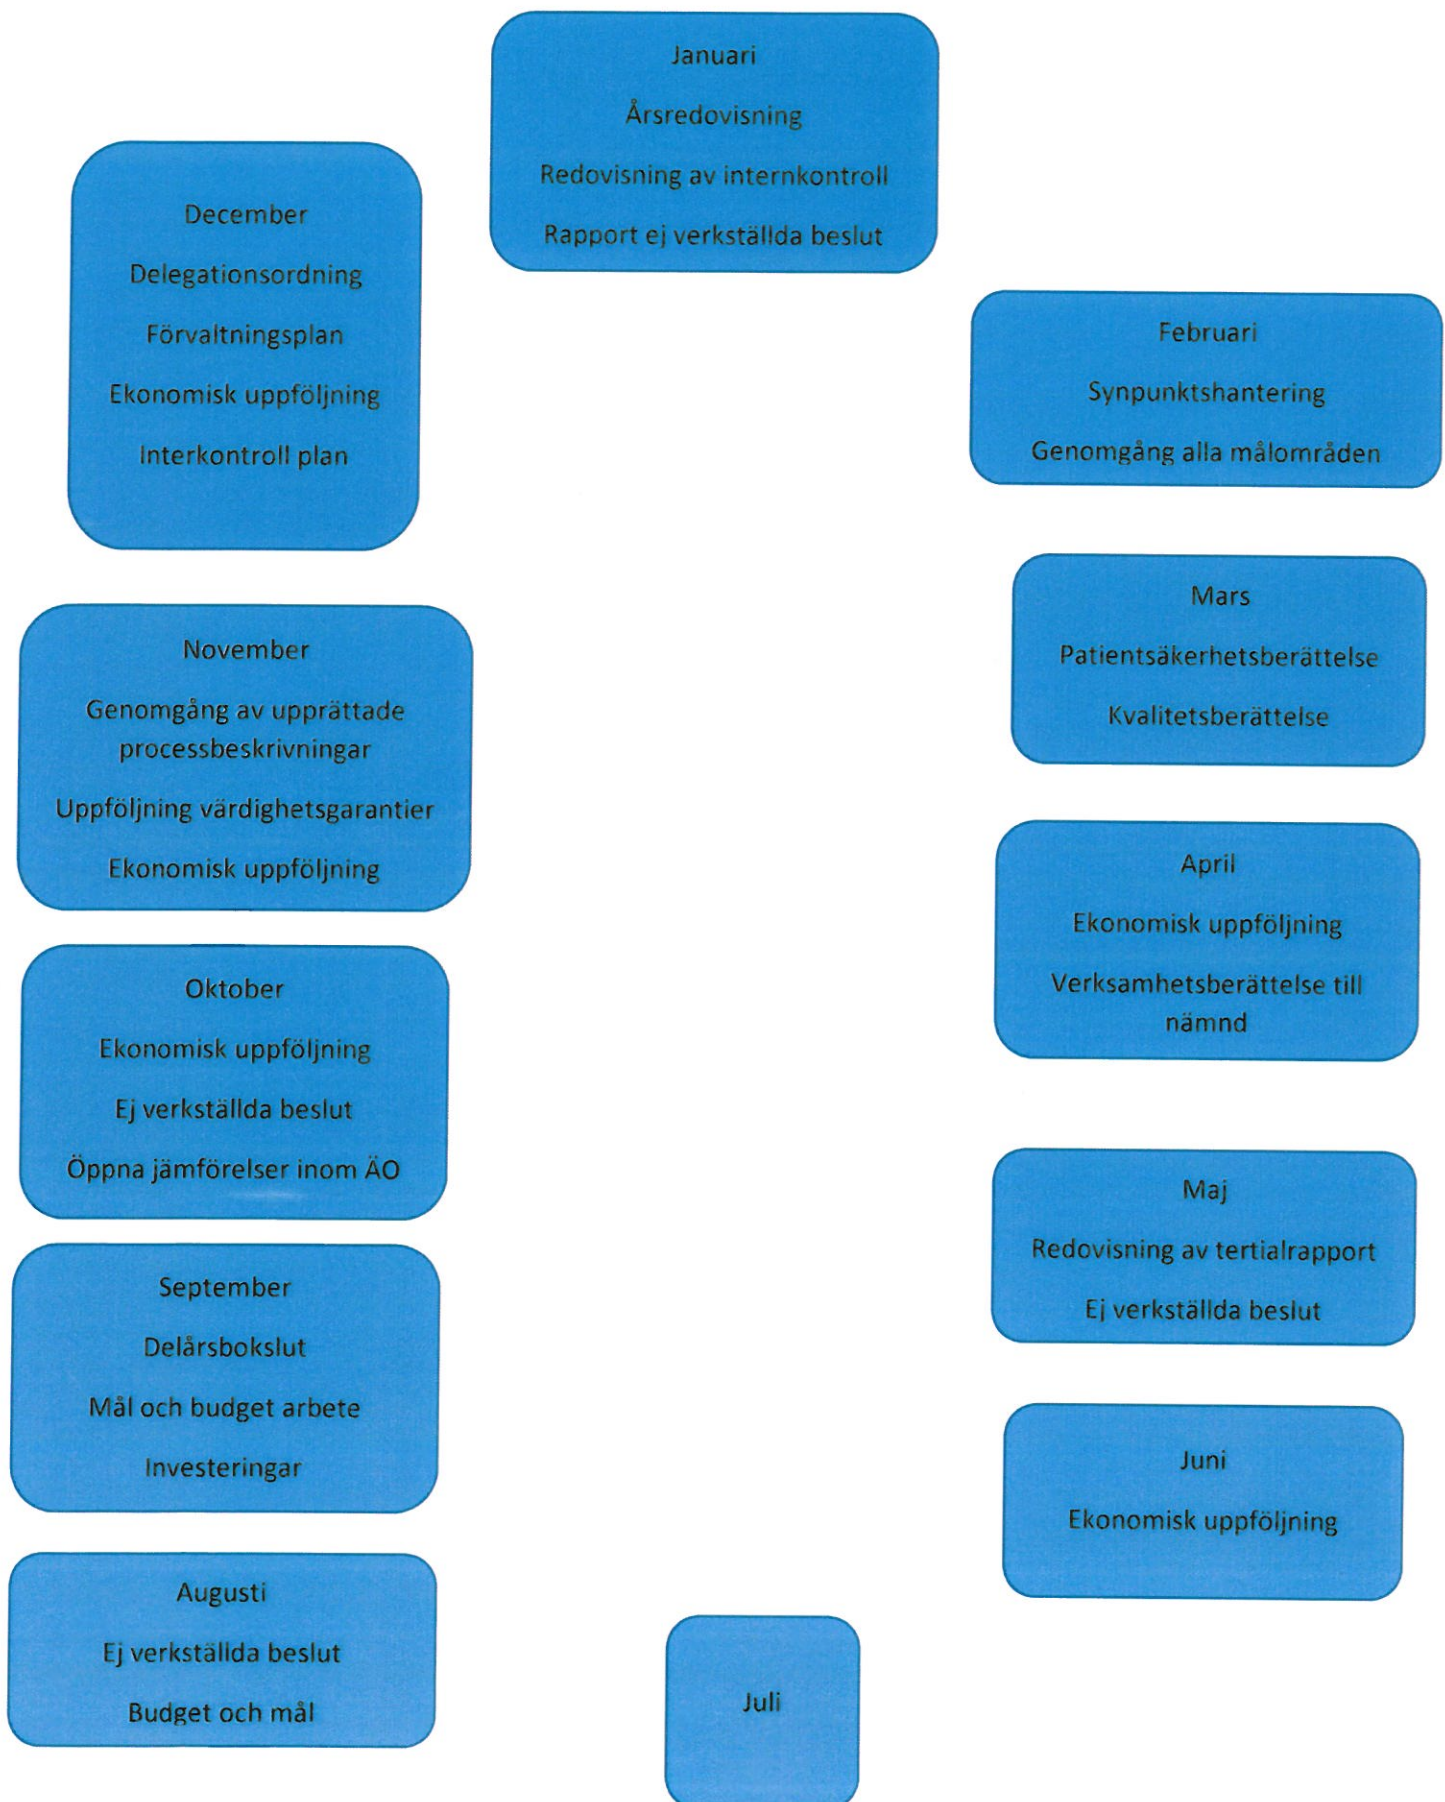 Januari
Årsredovisning
Redovisning av internkontroll
Rapport ej verkställda beslut
Februari
Synpunktshantering
Genomgång alla målområden
Mars
Patientsäkerhetsberättelse
Kvalitetsberättelse
April
Ekonomisk uppföljning
Verksamhetsberättelse till
nämnd
Maj
Redovisning av tertialrapport
Ej verkställda beslut
Juni
Ekonomisk uppföljning
Juli
Augusti
Ej verkställda beslut
Budget och mål
September
Delårsbokslut
Mål och budget arbete
Investeringar
Oktober
Ekonomisk uppföljning
Ej verkställda beslut
Öppna jämförelser inom ÄO
November
Genomgång av upprättade
processbeskrivningar
Uppföljning värdighetsgarantier
Ekonomisk uppföljning
December
Delegationsordning
Förvaltningsplan
Ekonomisk uppföljning
Interkontroll plan